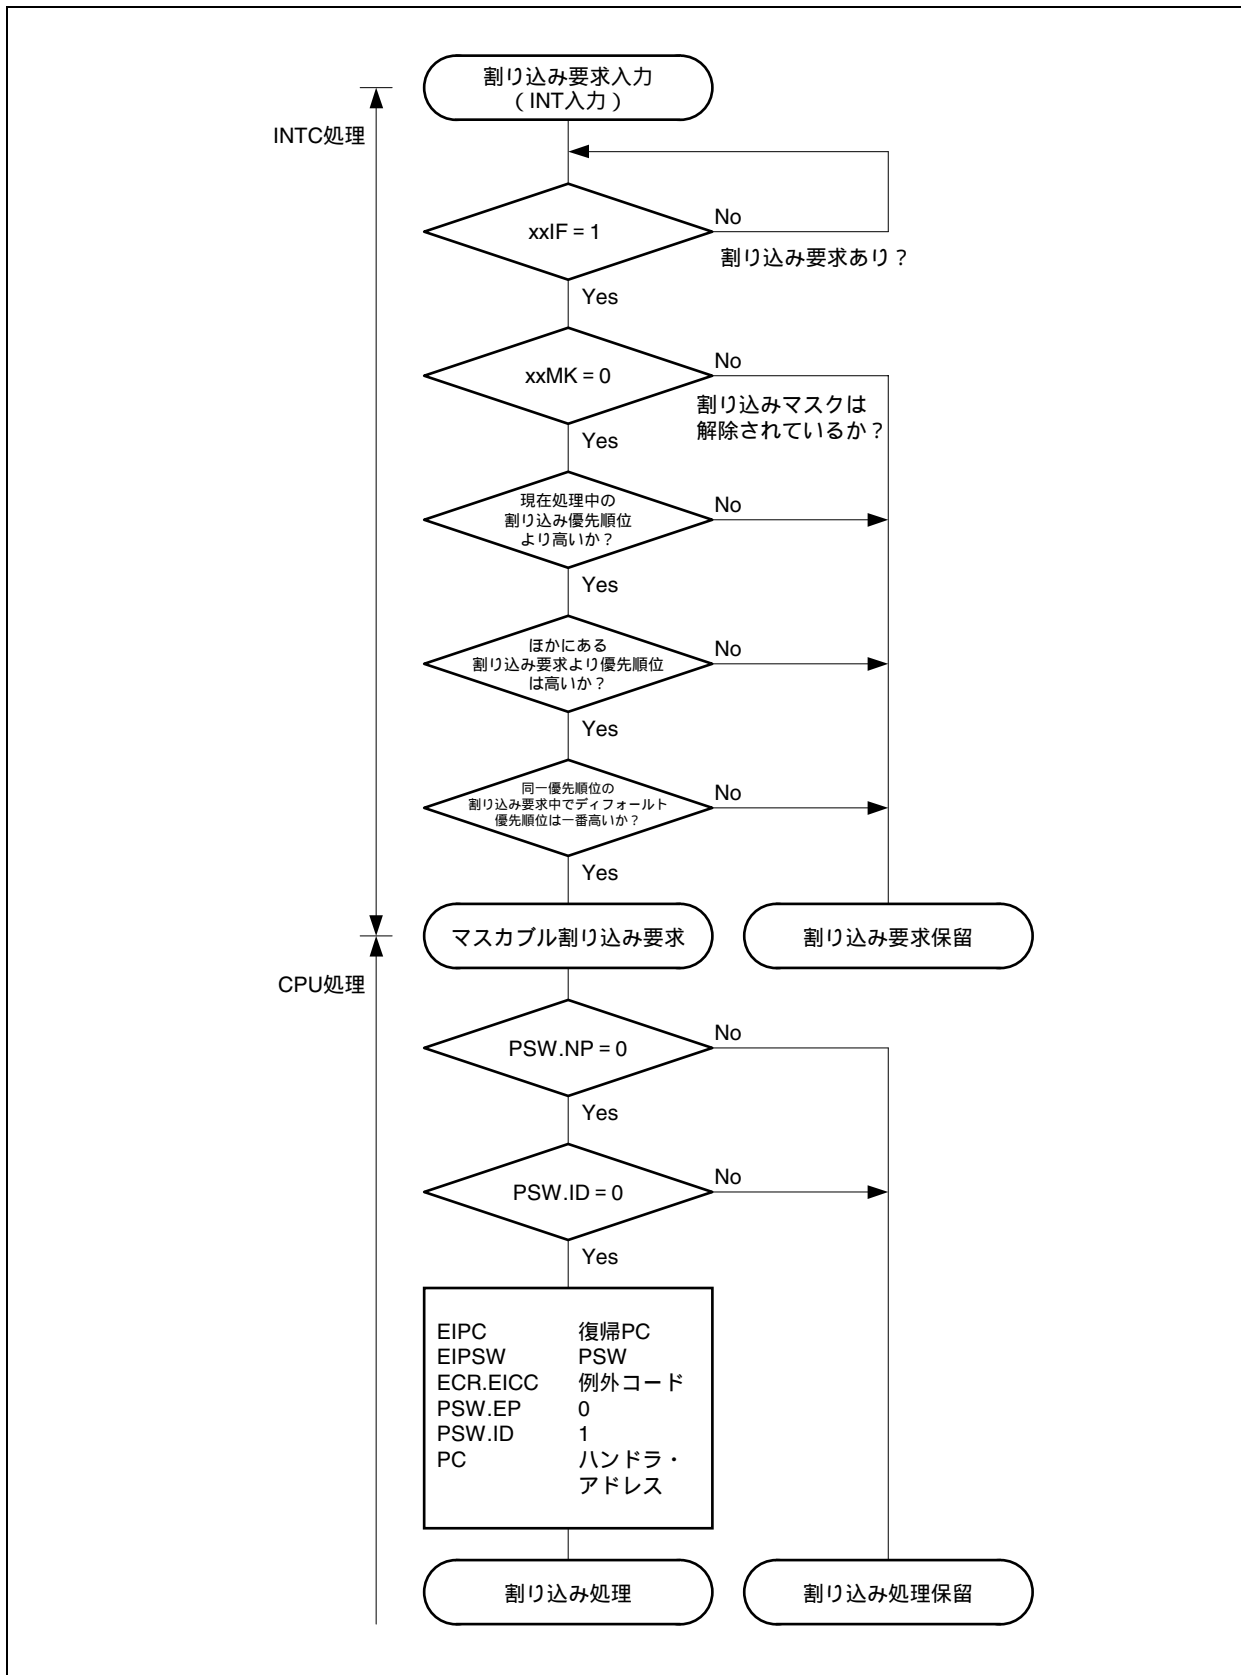 割り込み要求入力
(INT入力)
INTC処理
xxIF = 1
No
割り込み要求あり?
Yes
xxMK = 0
No
割り込みマスクは
解除されているか?
Yes
現在処理中の
割り込み優先順位
より高いか?
No
Yes
ほかにある
割り込み要求より優先順位
は高いか?
No
Yes
同一優先順位の
割り込み要求中でディフォールト
優先順位は一番高いか?
No
Yes
マスカブル割り込み要求
割り込み要求保留
CPU処理
PSW.NP = 0
No
Yes
PSW.ID = 0
No
Yes
EIPC 復帰PC
EIPSW PSW
ECR.EICC 例外コード
PSW.EP 0
PSW.ID 1
PC ハンドラ・
アドレス
割り込み処理
割り込み処理保留